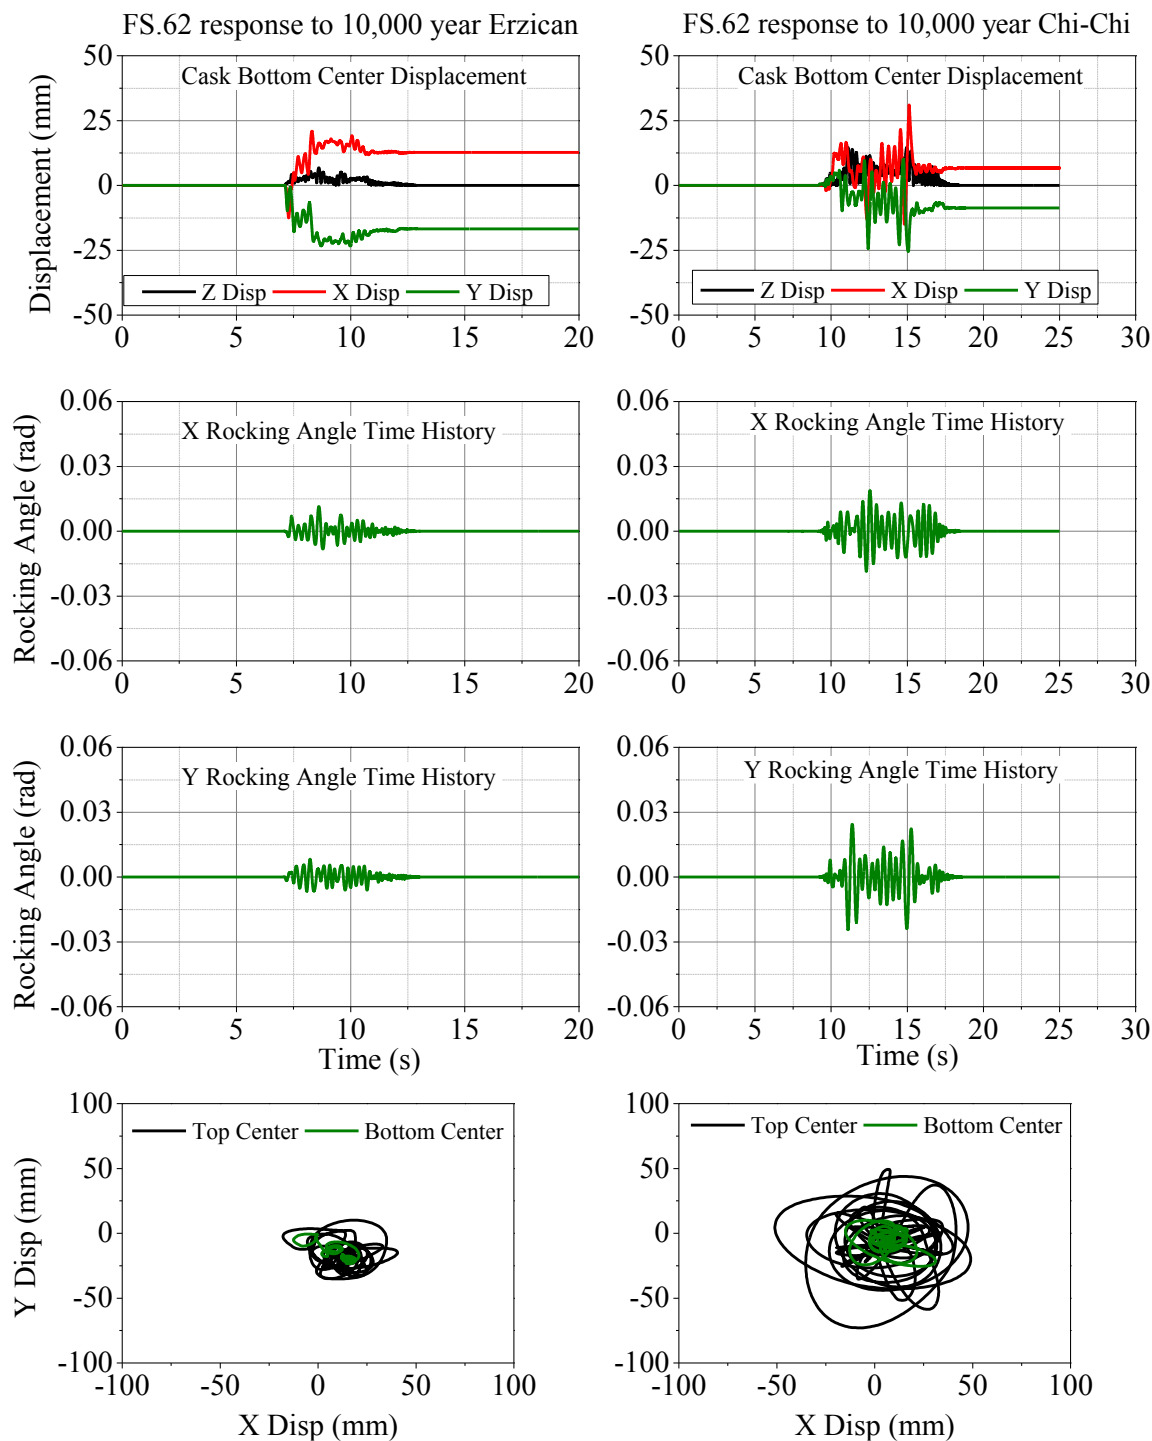 FS.62 response to 10,000 year Erzican
FS.62 response to 10,000 year Chi-Chi
Displacement (mm)
50
25
0
-25
-50
Cask Bottom Center Displacement
Z Disp X Disp Y Disp
0 5 10 15 20
50
25
0
-25
-50
Cask Bottom Center Displacement
Z Disp X Disp Y Disp
0 5 10 15 20 25 30
Rocking Angle (rad)
0.06
0.03
0.00
-0.03
-0.06
X Rocking Angle Time History
0 5 10 15 20
0.06
0.03
0.00
-0.03
-0.06
X Rocking Angle Time History
0 5 10 15 20 25 30
Rocking Angle (rad)
0.06
0.03
0.00
-0.03
-0.06
Y Rocking Angle Time History
0 5 10 15 20
Time (s)
0.06
0.03
0.00
-0.03
-0.06
Y Rocking Angle Time History
0 5 10 15 20 25 30
Time (s)
Y Disp (mm)
100
50
0
-50
-100
Top Center Bottom Center
-100 -50 0 50 100
X Disp (mm)
100
50
0
-50
-100
Top Center Bottom Center
-100 -50 0 50 100
X Disp (mm)